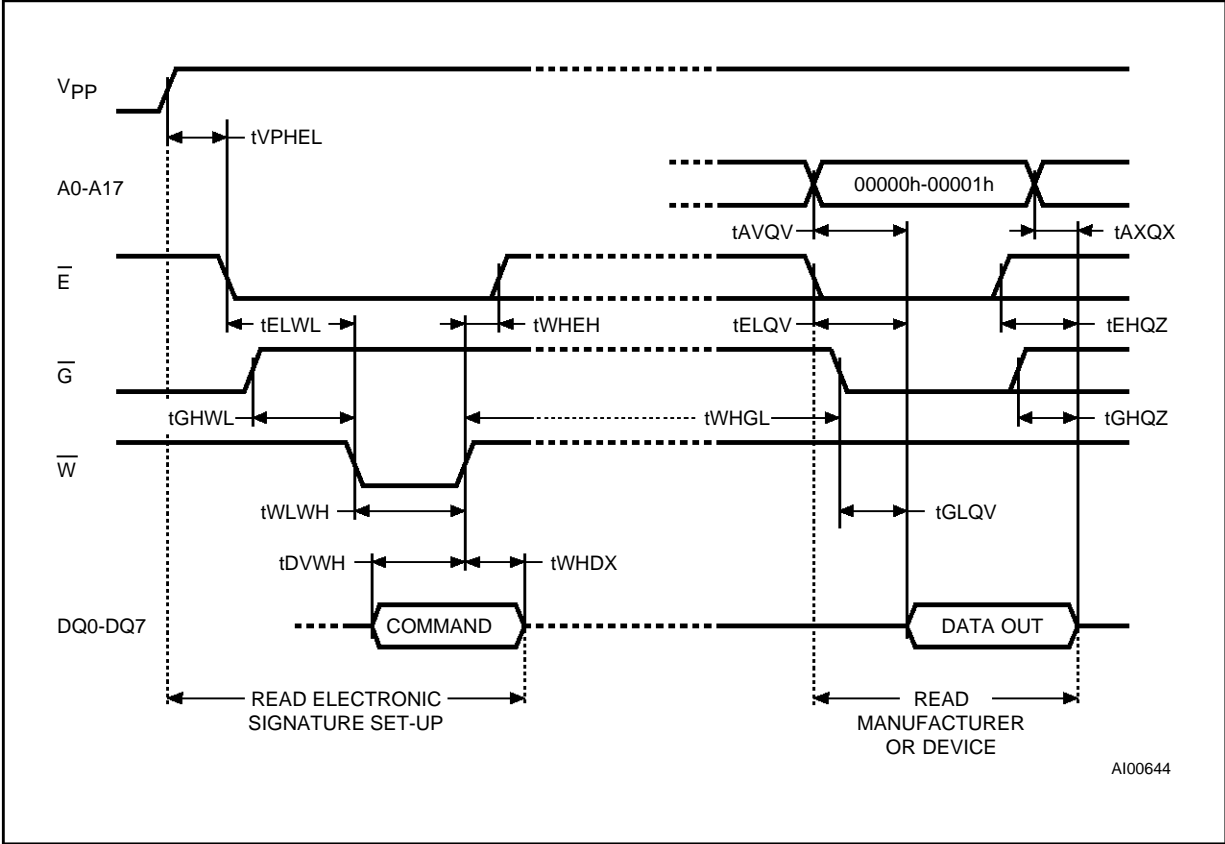 VPP
tVPHEL
A0-A17
00000h-00001h
tAVQV
tAXQX
E
tELWL
tWHEH
tELQV
tEHQZ
G
tGHWL
tWHGL
tGHQZ
W
tWLWH
tGLQV
tDVWH
tWHDX
DQ0-DQ7
COMMAND
DATA OUT
READ ELECTRONIC
SIGNATURE SET-UP
READ
MANUFACTURER
OR DEVICE
AI00644